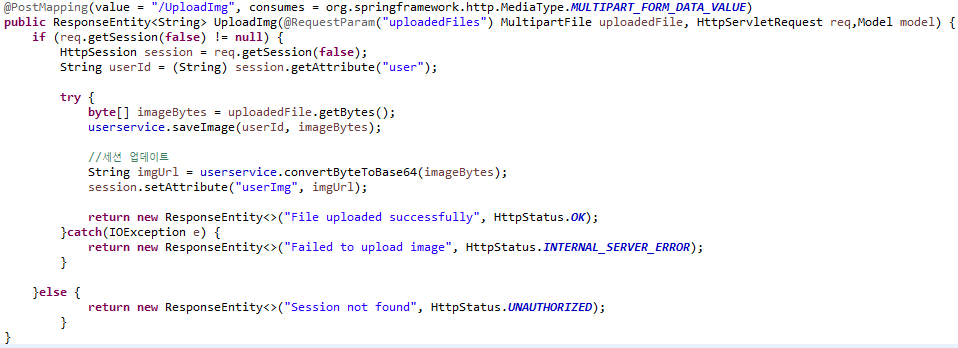 @PostMapping(value = "/UploadImg", consumes = org.springframework.http.MediaType.MULTIPART_FORM_DATA_VALUE)
public ResponseEntity<String> UploadImg(@RequestParam("uploadedFiles") MultipartFile uploadedFile, HttpServletRequest req,Model model) {
if (req.getSession(false) != null) {
HttpSession session = req.getSession(false);
String userId = (String) session.getAttribute("user");
try {
byte[] imageBytes = uploadedFile.getBytes();
userservice.saveImage(userId, imageBytes);
//세션 업데이트
String imgUrl = userservice.convertByteToBase64(imageBytes);
session.setAttribute("userImg", imgUrl);
return new ResponseEntity<>("File uploaded successfully", HttpStatus.OK);
}catch(IOException e) {
return new ResponseEntity<>("Failed to upload image", HttpStatus.INTERNAL_SERVER_ERROR);
}
}else {
return new ResponseEntity<>("Session not found", HttpStatus.UNAUTHORIZED);
}
}